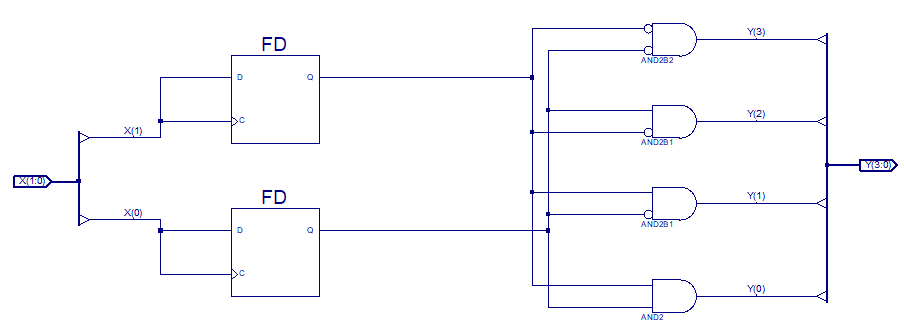 FD
Y(3)
D
Q
AND2B2
X(1)
C
Y(2)
AND2B1
X(1:0)
Y(3:0)
FD
Y(1)
X(0)
AND2B1
D
Q
C
Y(0)
AND2